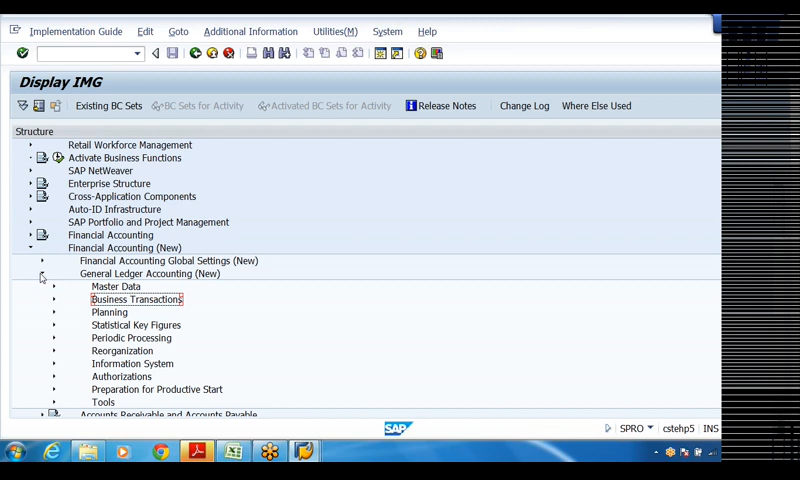 Implementation Guide Edit Goto Additional Information Utilities(M) System Help
Display IMG
Existing BC Sets BC Sets for Activity Activated BC Sets for Activity Release Notes Change Log Where Else Used
Structure
Retail Workforce Management
Activate Business Functions
SAP NetWeaver
Enterprise Structure
Cross-Application Components
Auto-ID Infrastructure
SAP Portfolio and Project Management
Financial Accounting
Financial Accounting (New)
Financial Accounting Global Settings (New)
General Ledger Accounting (New)
Master Data
Business Transactions
Planning
Statistical Key Figures
Periodic Processing
Reorganization
Information System
Authorizations
Preparation for Productive Start
Tools
Accounts Receivable and Accounts Payable
SAP SPRO cstehp5 INS